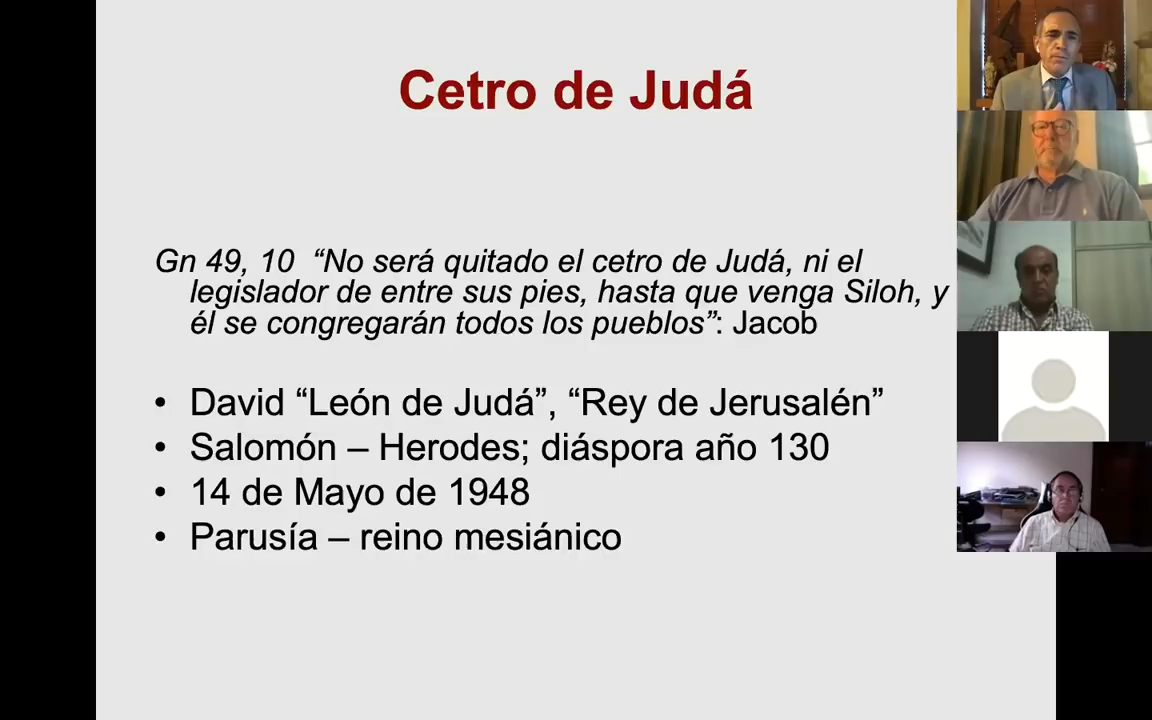 Cetro de Judá
Gn 49, 10 “No será quitado el cetro de Judá, ni el
legislador de entre sus pies, hasta que venga Siloh, y
él se congregarán todos los pueblos”: Jacob
• David “León de Judá”, “Rey de Jerusalén”
• Salomón – Herodes; diáspora año 130
• 14 de Mayo de 1948
• Parusía – reino mesiánico